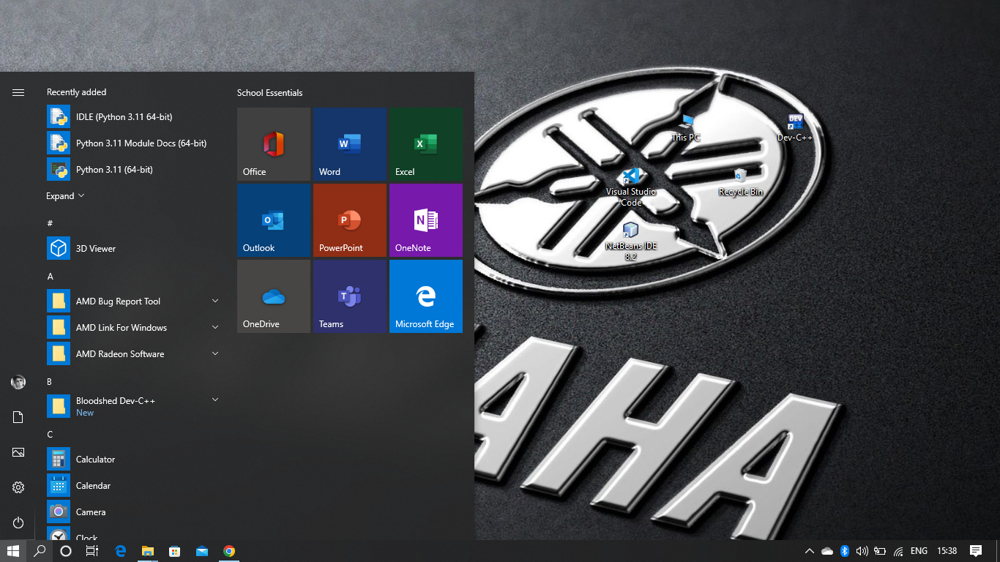 Recently added
IDLE (Python 3.11 64-bit)
Python 3.11 Module Docs (64-bit)
Python 3.11 (64-bit)
Expand
#
3D Viewer
A
AMD Bug Report Tool
AMD Link For Windows
AMD Radeon Software
B
Bloodshed Dev-C++
New
C
Calculator
Calendar
Camera
Clock
School Essentials
Office
Word
Excel
Outlook
PowerPoint
OneNote
OneDrive
Teams
Microsoft Edge
This PC
DEV
Dev-C++
Visual Studio
Code
Recycle Bin
NetBeans IDE
8.2
AHA
ENG
15:38